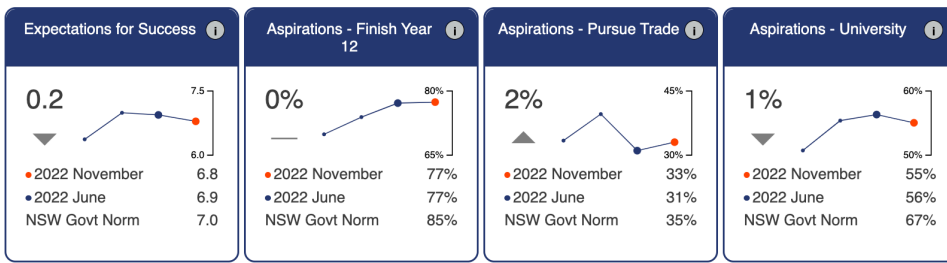 Expectations for Success i
0.2
7.5
6.0
2022 November 6.8
2022 June 6.9
NSW Govt Norm 7.0
Aspirations - Finish Year
12 i
0%
80%
65%
2022 November 77%
2022 June 77%
NSW Govt Norm 85%
Aspirations - Pursue Trade i
2%
45%
30%
2022 November 33%
2022 June 31%
NSW Govt Norm 35%
Aspirations - University i
1%
60%
50%
2022 November 55%
2022 June 56%
NSW Govt Norm 67%